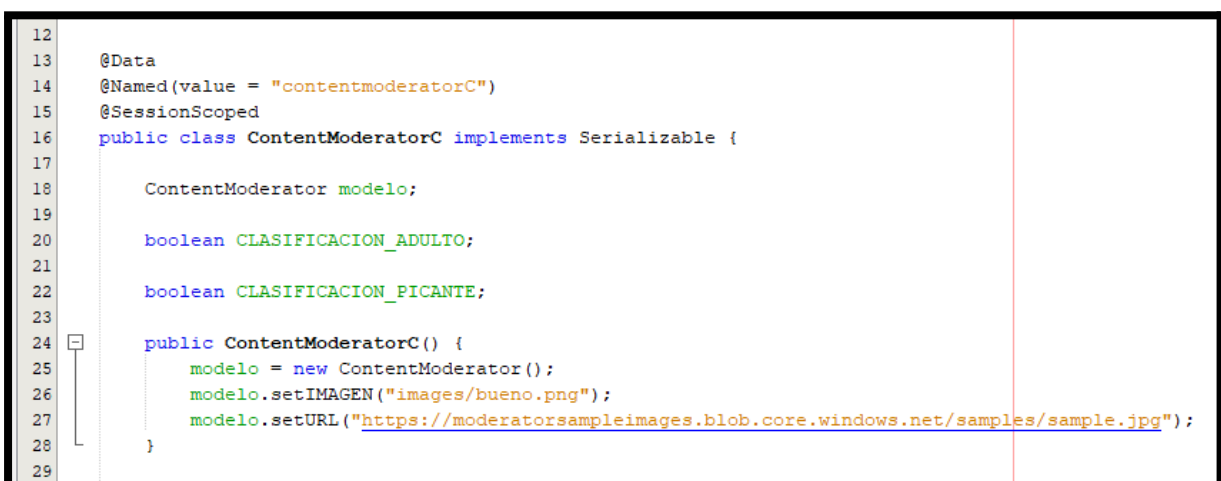 12
13 @Data
14 @Named(value = "contentmoderatorC")
15 @SessionScoped
16 public class ContentModeratorC implements Serializable {
17
18 ContentModerator modelo;
19
20 boolean CLASIFICACION_ADULTO;
21
22 boolean CLASIFICACION_PICANTE;
23
24 public ContentModeratorC() {
25 modelo = new ContentModerator();
26 modelo.setIMAGEN("images/bueno.png");
27 modelo.setURL("https://moderatorsampleimages.blob.core.windows.net/samples/sample.jpg");
28 }
29